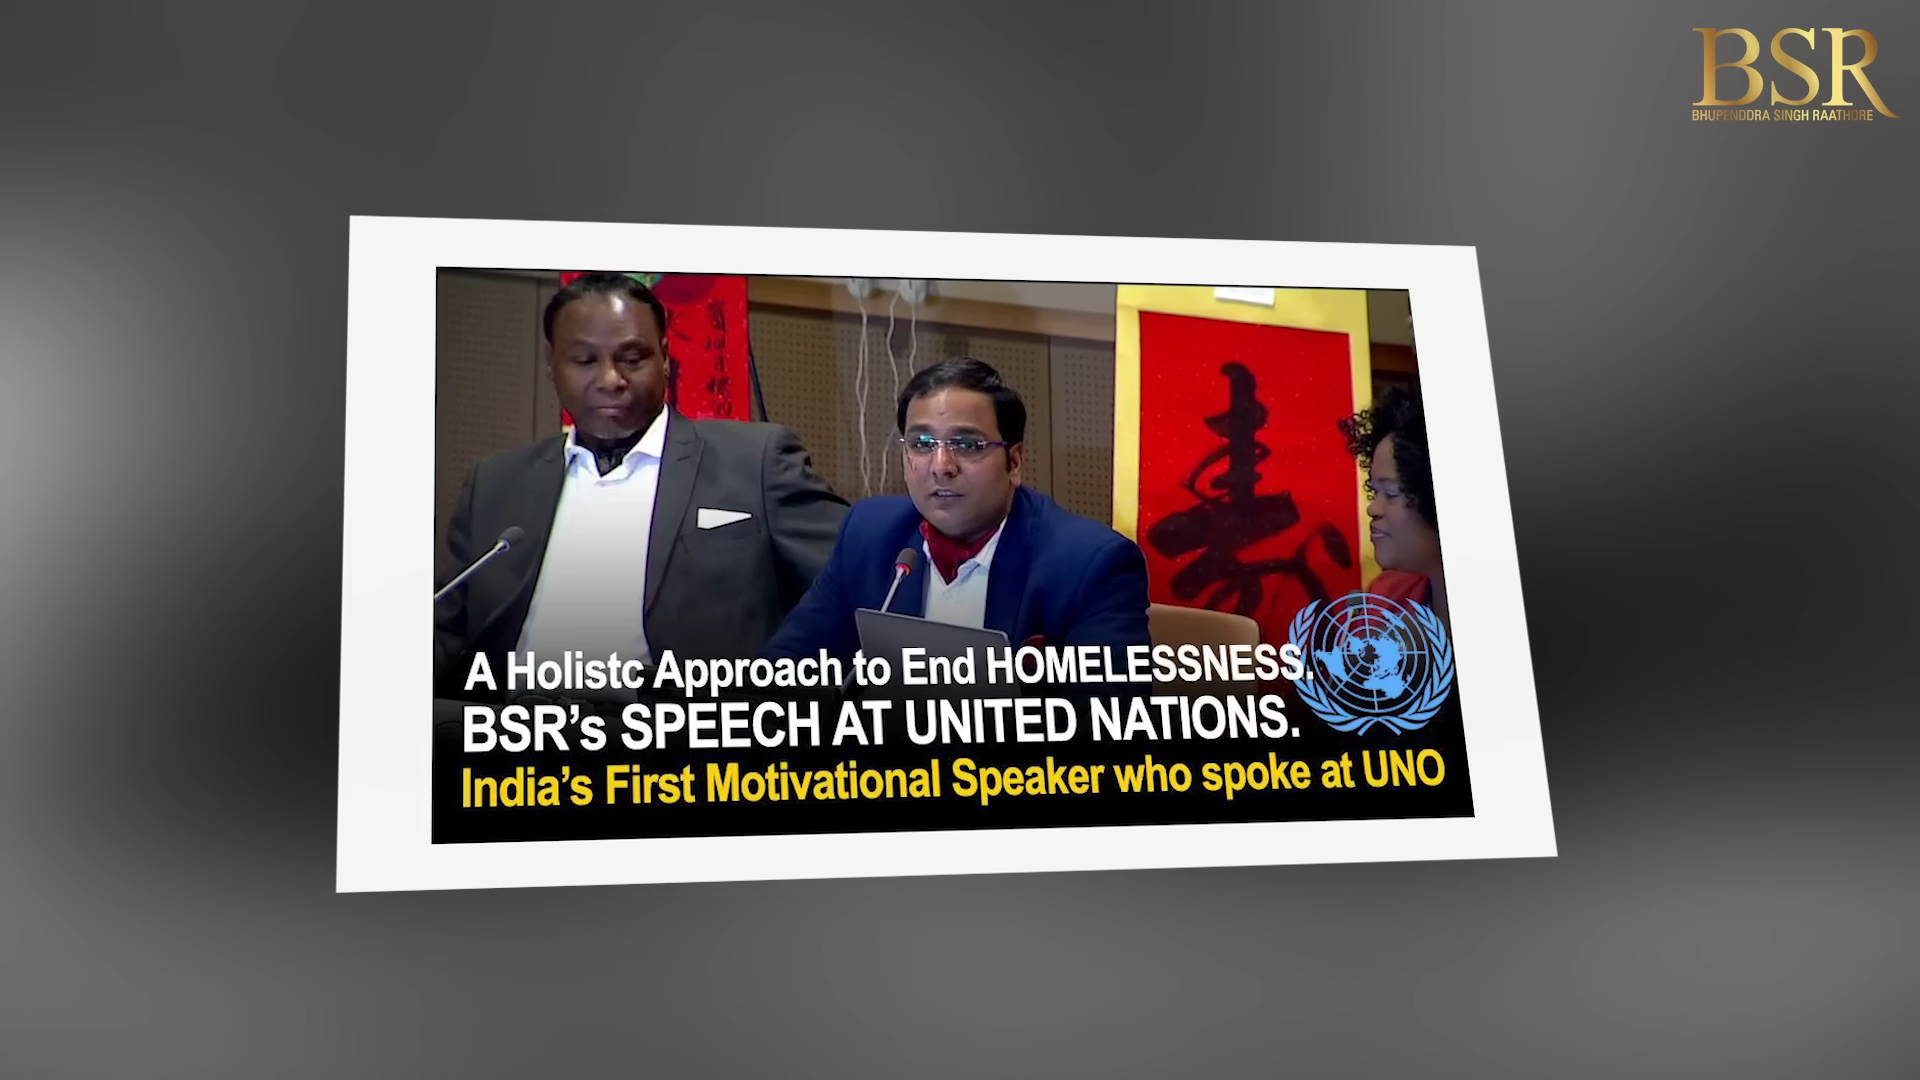 BSR
BHUPENDDRA SINGH RAATHORE
寿
A Holistc Approach to End HOMELESSNESS.
BSR's SPEECH AT UNITED NATIONS.
India's First Motivational Speaker who spoke at UNO